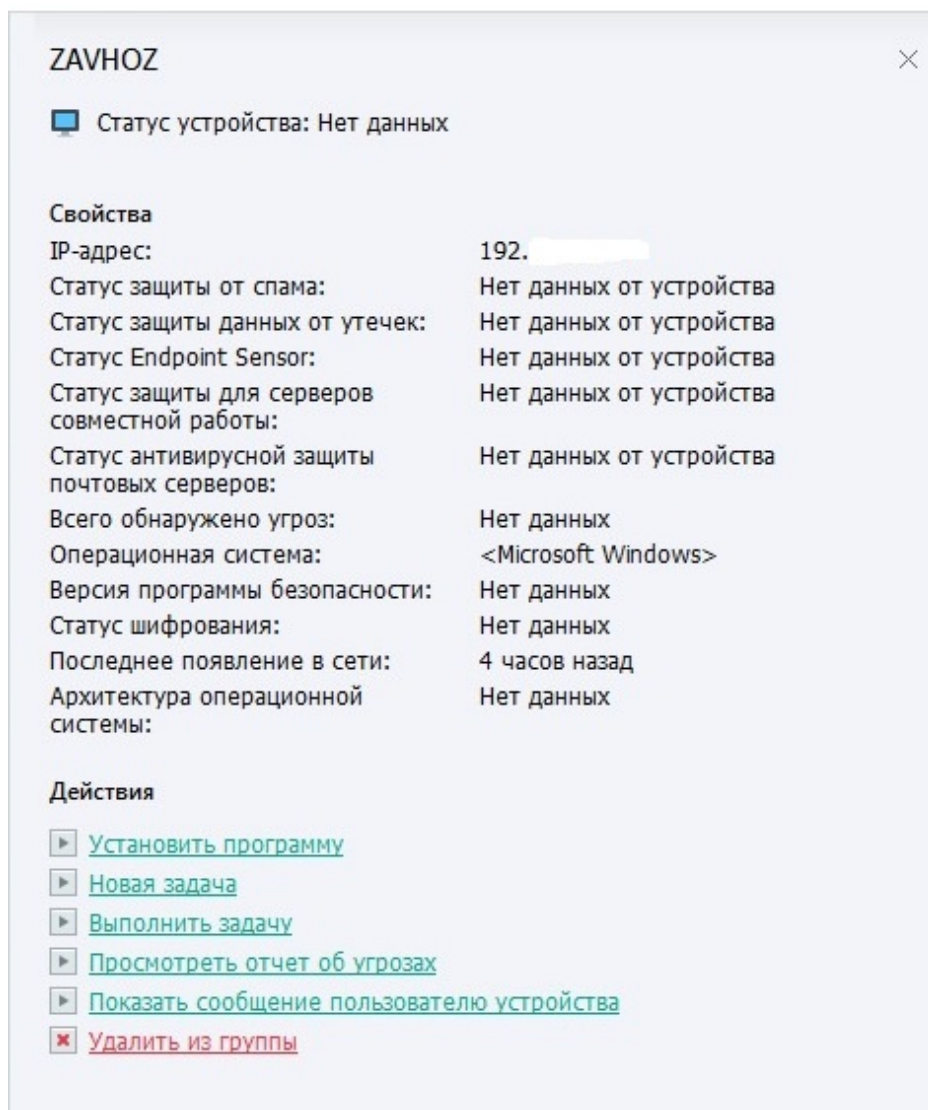 ZAVHOZ
Статус устройства: Нет данных
Свойства
IP-адрес: 192.
Статус защиты от спама: Нет данных от устройства
Статус защиты данных от утечек: Нет данных от устройства
Статус Endpoint Sensor: Нет данных от устройства
Статус защиты для серверов Нет данных от устройства
совместной работы:
Статус антивирусной защиты Нет данных от устройства
почтовых серверов:
Всего обнаружено угроз: Нет данных
Операционная система: <Microsoft Windows>
Версия программы безопасности: Нет данных
Статус шифрования: Нет данных
Последнее появление в сети: 4 часов назад
Архитектура операционной Нет данных
системы:
Действия
Установить программу
Новая задача
Выполнить задачу
Просмотреть отчет об угрозах
Показать сообщение пользователю устройства
Удалить из группы